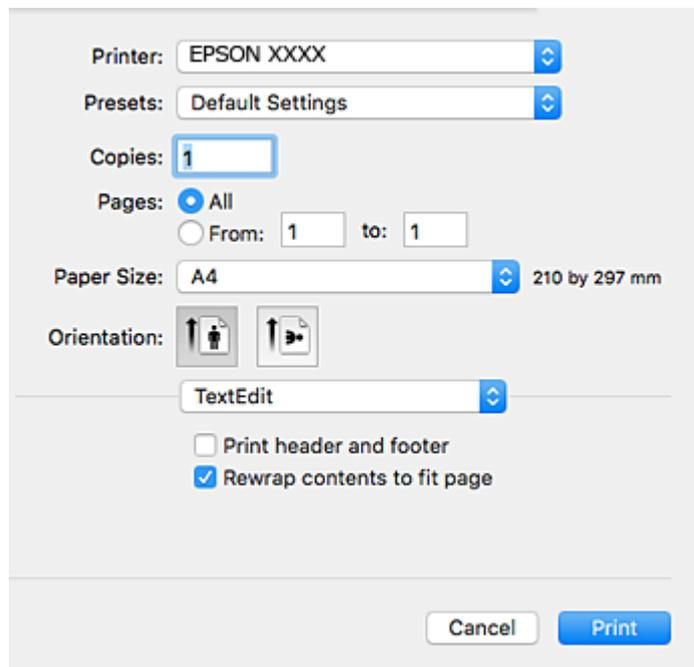 Printer: EPSON XXXX
Presets: Default Settings
Copies: 1
Pages: All
From: 1 to: 1
Paper Size: A4 210 by 297 mm
Orientation:
TextEdit
Print header and footer
Rewrap contents to fit page
Cancel Print